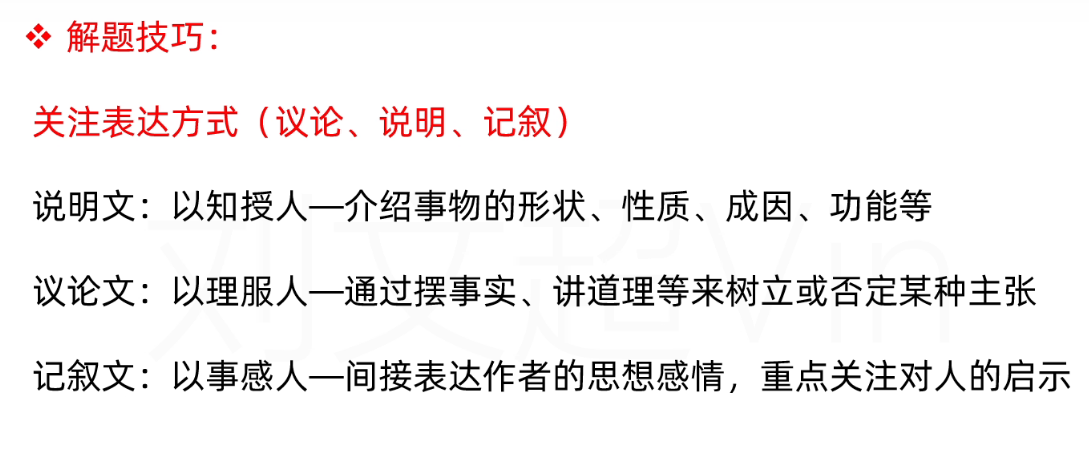 ❖ 解题技巧：
关注表达方式（议论、说明、记叙）
说明文：以知授人—介绍事物的形状、性质、成因、功能等
议论文：以理服人—通过摆事实、讲道理等来树立或否定某种主张
记叙文：以事感人—间接表达作者的思想感情，重点关注对人的启示
刘文超Vin